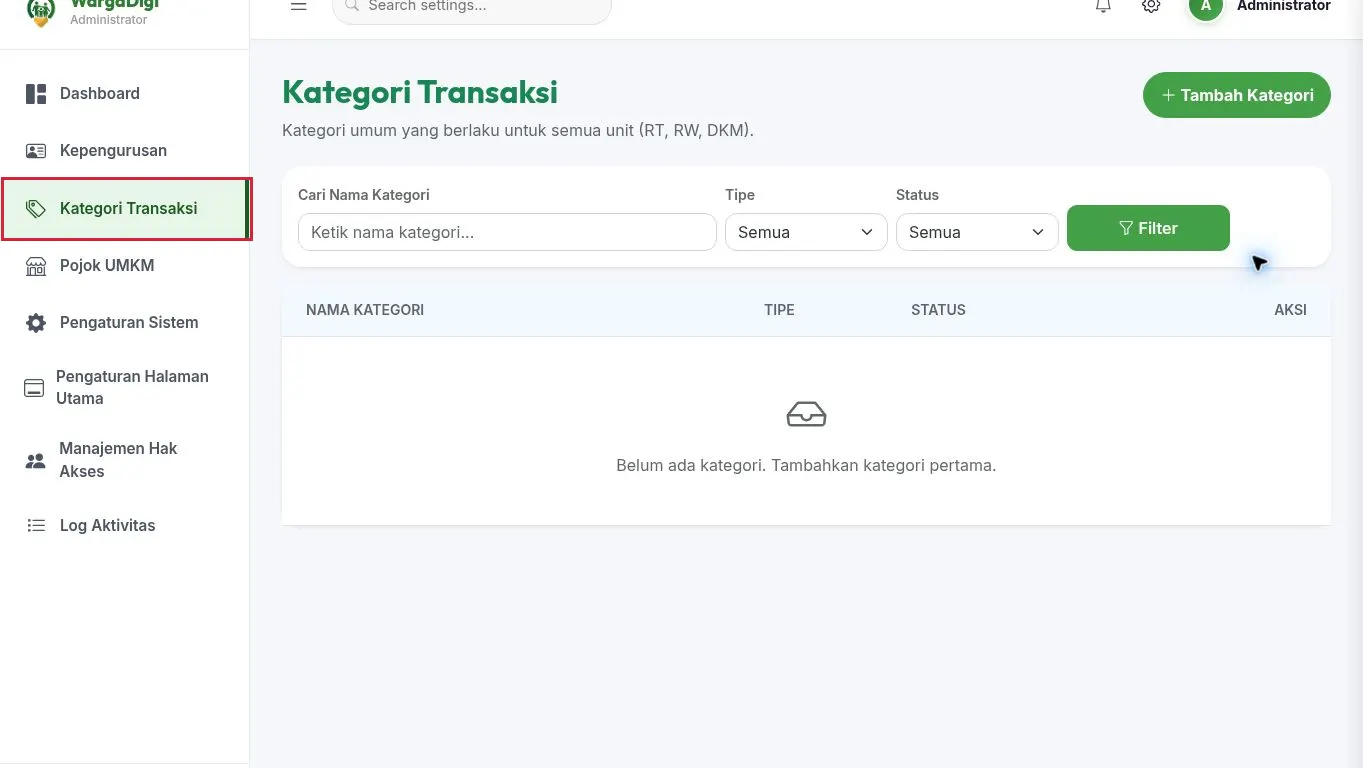 WargaDigi
Administrator
Search settings...
A
Administrator
Dashboard
Kepengurusan
Kategori Transaksi
Pojok UMKM
Pengaturan Sistem
Pengaturan Halaman
Utama
Manajemen Hak
Akses
Log Aktivitas
Kategori Transaksi
Kategori umum yang berlaku untuk semua unit (RT, RW, DKM).
+ Tambah Kategori
Cari Nama Kategori
Tipe
Status
Ketik nama kategori...
Semua
Semua
Filter
NAMA KATEGORI
TIPE
STATUS
AKSI
Belum ada kategori. Tambahkan kategori pertama.